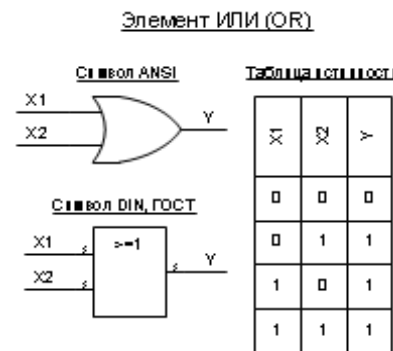 Элемент ИЛИ (OR)
Символ ANSI
X1
X2
Y
Символ DIN, ГОСТ
X1
X2
>=1
Y
Таблица истиности
X1 X2 Y
0 0 0
0 1 1
1 0 1
1 1 1